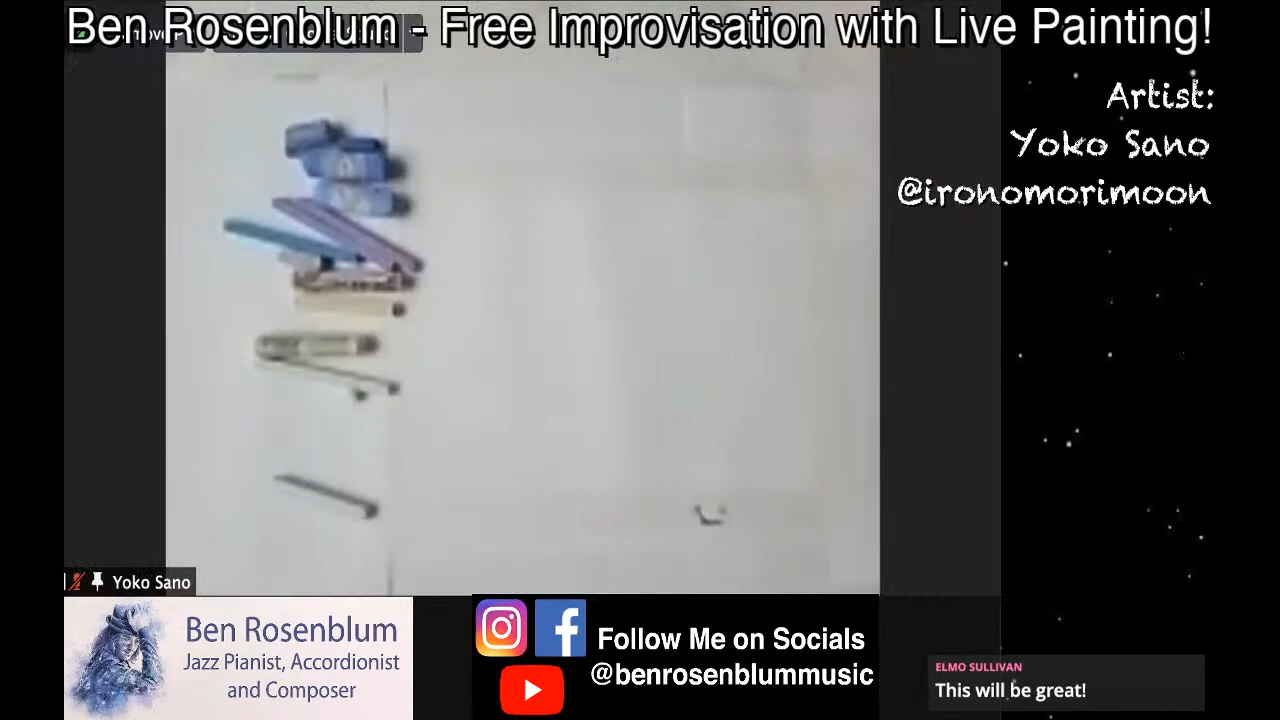 Ben Rosenblum - Free Improvisation with Live Painting!
Artist:
Yoko Sano
@ironomorimoon
Yoko Sano
Ben Rosenblum
Jazz Pianist, Accordionist
and Composer
Follow Me on Socials
@benrosenblummusic
ELMO SULLIVAN
This will be great!